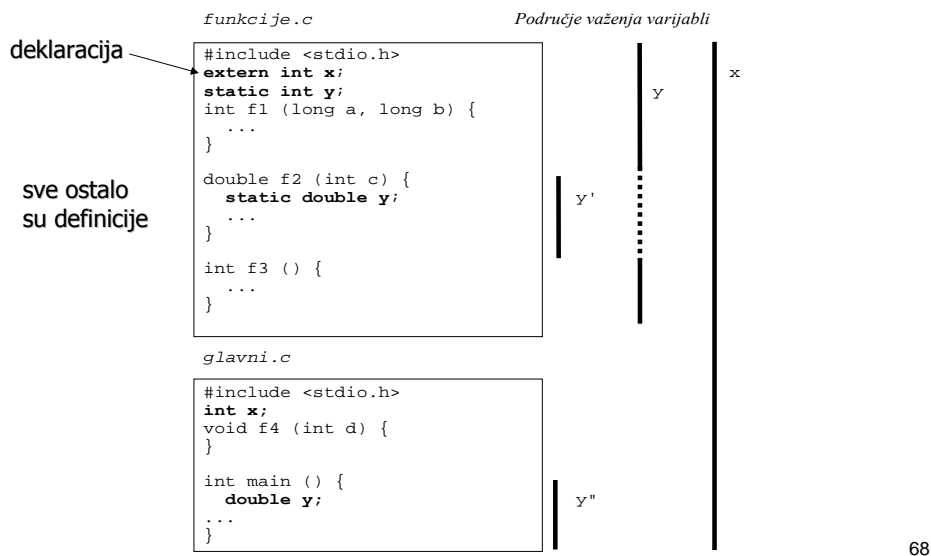 funkcije.c
Područje važenja varijabli
deklaracija
#include <stdio.h>
extern int x;
static int y;
int f1 (long a, long b) {
...
}
double f2 (int c) {
static double y;
...
}
int f3 () {
...
}
sve ostalo
su definicije
y'
y
x
glavni.c
#include <stdio.h>
int x;
void f4 (int d) {
}
int main () {
double y;
...
}
y"
68